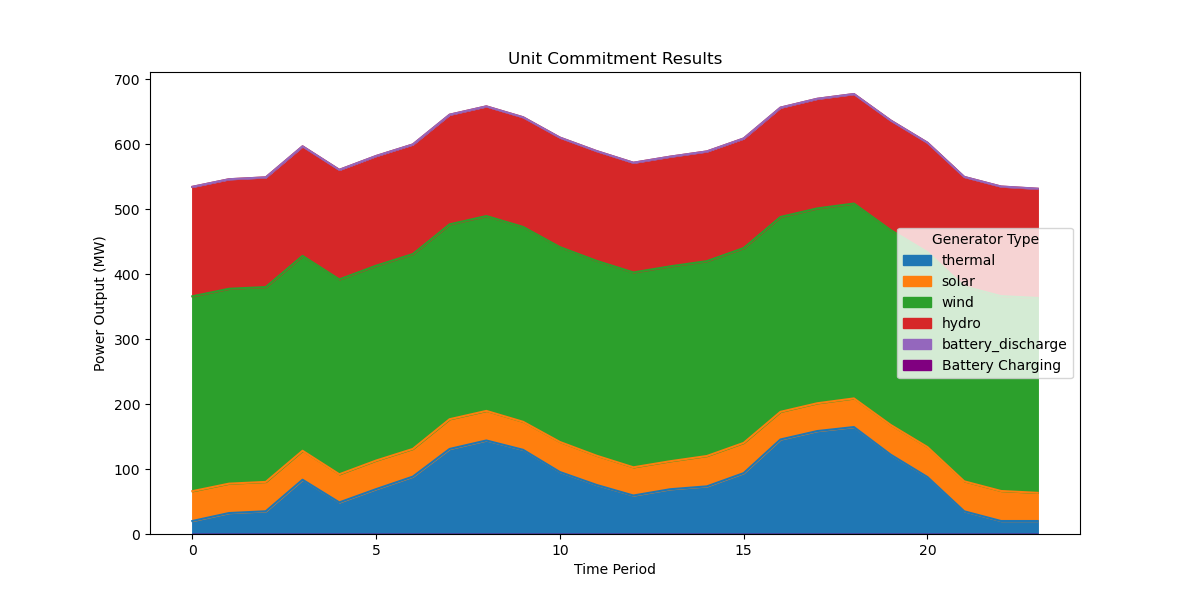 Unit Commitment Results
Power Output (MW)
700
600
500
400
300
200
100
0
Generator Type
thermal
solar
wind
hydro
battery_discharge
Battery Charging
0 5 10 15 20
Time Period